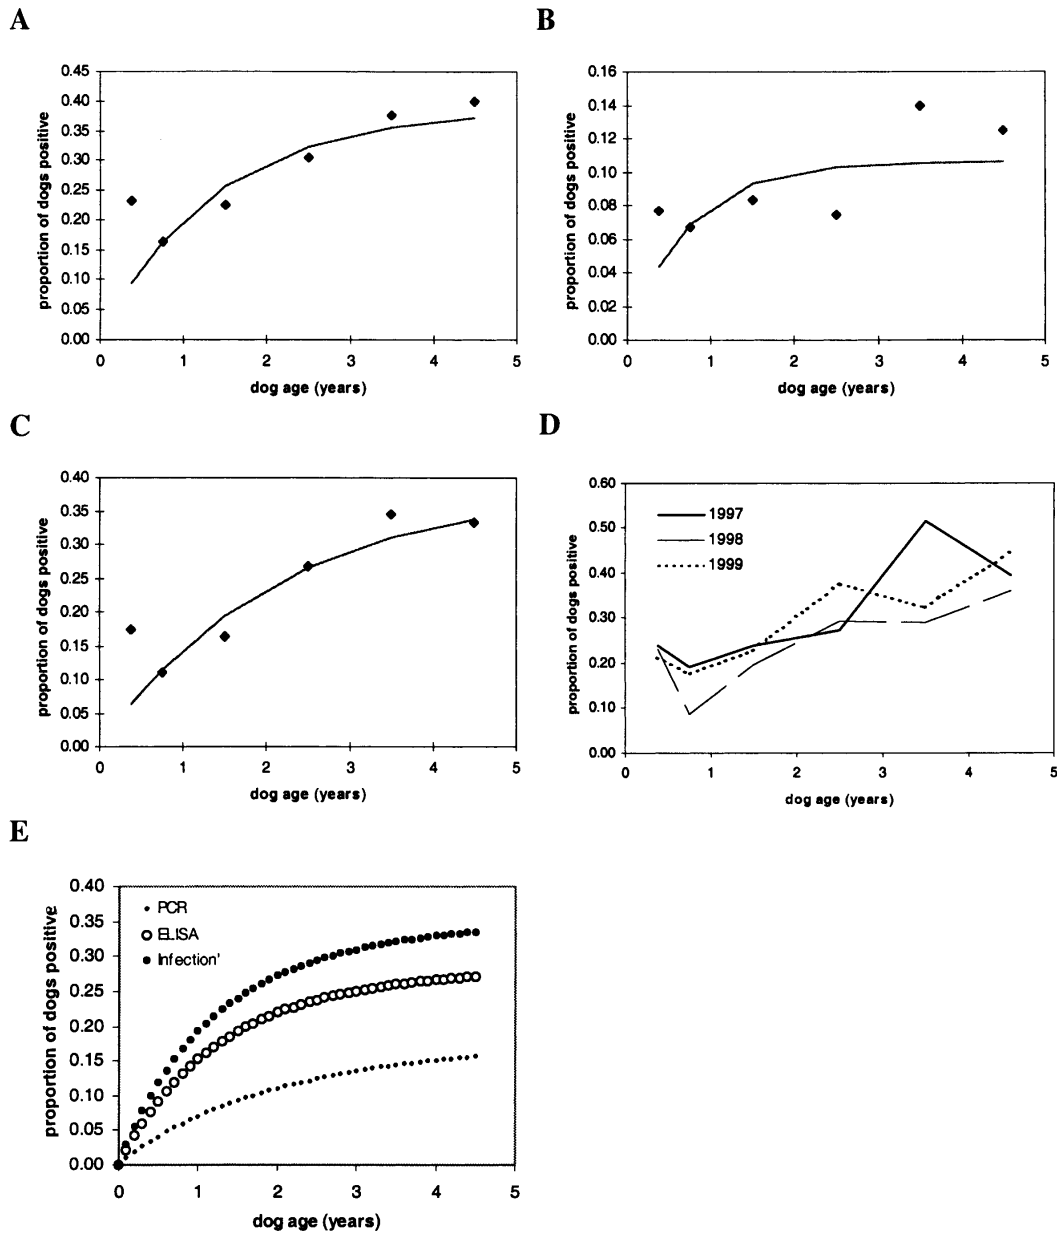 A
proportion of dogs positive
0.45
0.40
0.35
0.30
0.25
0.20
0.15
0.10
0.05
0.00
0 1 2 3 4 5
dog age (years)
B
proportion of dogs positive
0.16
0.14
0.12
0.10
0.08
0.06
0.04
0.02
0.00
0 1 2 3 4 5
dog age (years)
C
proportion of dogs positive
0.40
0.35
0.30
0.25
0.20
0.15
0.10
0.05
0.00
0 1 2 3 4 5
dog age (years)
D
proportion of dogs positive
0.60
0.50
0.40
0.30
0.20
0.10
0.00
1997
1998
1999
0 1 2 3 4 5
dog age (years)
E
proportion of dogs positive
0.40
0.35
0.30
0.25
0.20
0.15
0.10
0.05
0.00
PCR
ELISA
Infection'
0 1 2 3 4 5
dog age (years)